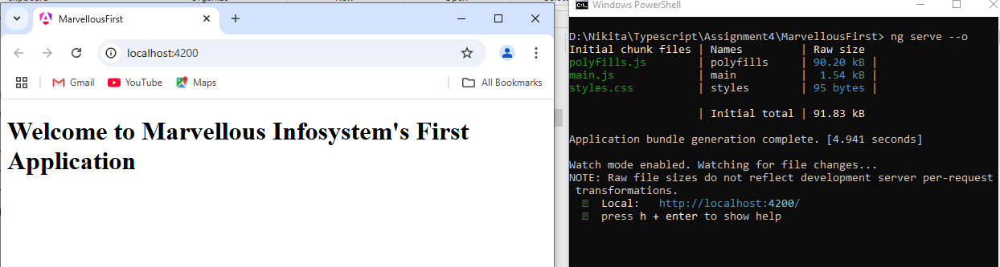 MarvellousFirst
localhost:4200
Gmail
YouTube
Maps
All Bookmarks
Welcome to Marvellous Infosystem's First
Application
Windows PowerShell
D:\Nikita\Typescript\Assignment4\MarvellousFirst> ng serve --o
Initial chunk files | Names | Raw size
polyfills.js | polyfills | 90.20 kB |
main.js | main | 1.54 kB |
styles.css | styles | 95 bytes |
| Initial total | 91.83 kB
Application bundle generation complete. [4.941 seconds]
Watch mode enabled. Watching for file changes...
NOTE: Raw file sizes do not reflect development server per-request
transformations.
Local: http://localhost:4200/
press h + enter to show help